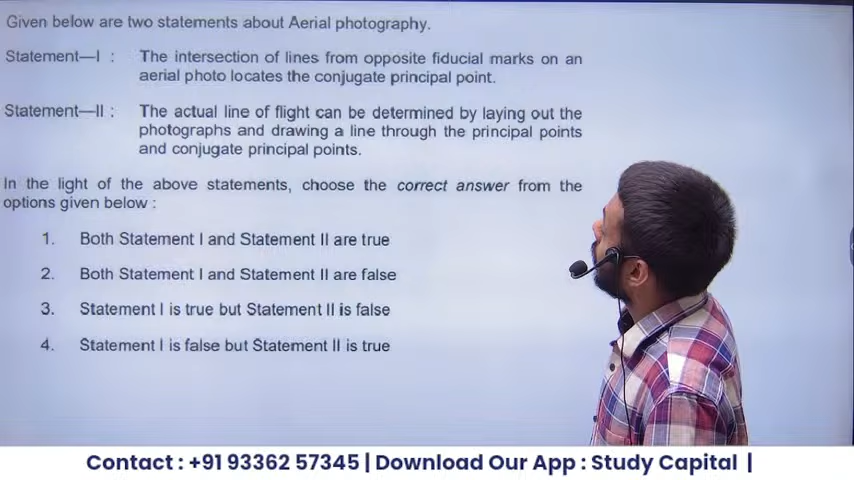 Given below are two statements about Aerial photography.
Statement—I : The intersection of lines from opposite fiducial marks on an
aerial photo locates the conjugate principal point.
Statement—II : The actual line of flight can be determined by laying out the
photographs and drawing a line through the principal points
and conjugate principal points.
In the light of the above statements, choose the correct answer from the
options given below :
1. Both Statement I and Statement II are true
2. Both Statement I and Statement II are false
3. Statement I is true but Statement II is false
4. Statement I is false but Statement II is true
Contact : +91 93362 57345 | Download Our App : Study Capital |